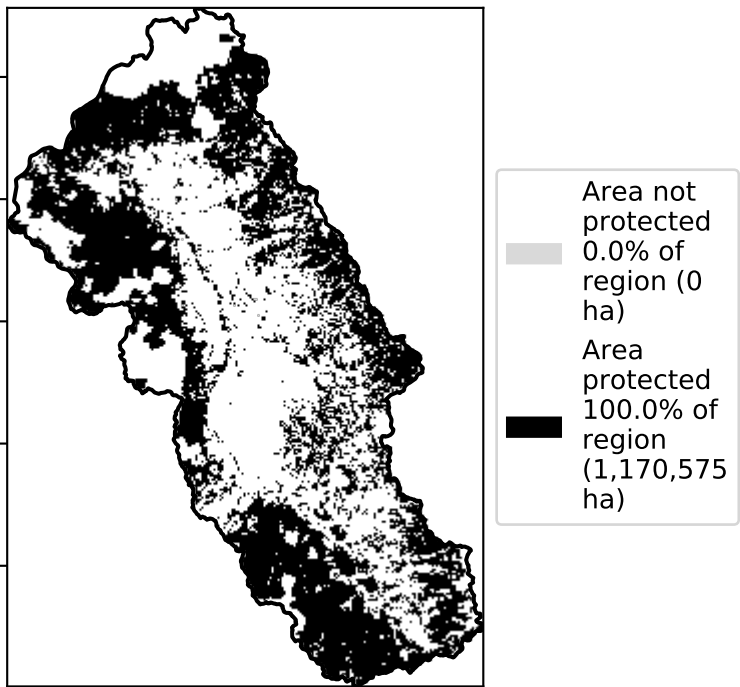 Area not
protected
0.0% of
region (0
ha)
Area
protected
100.0% of
region
(1,170,575
ha)